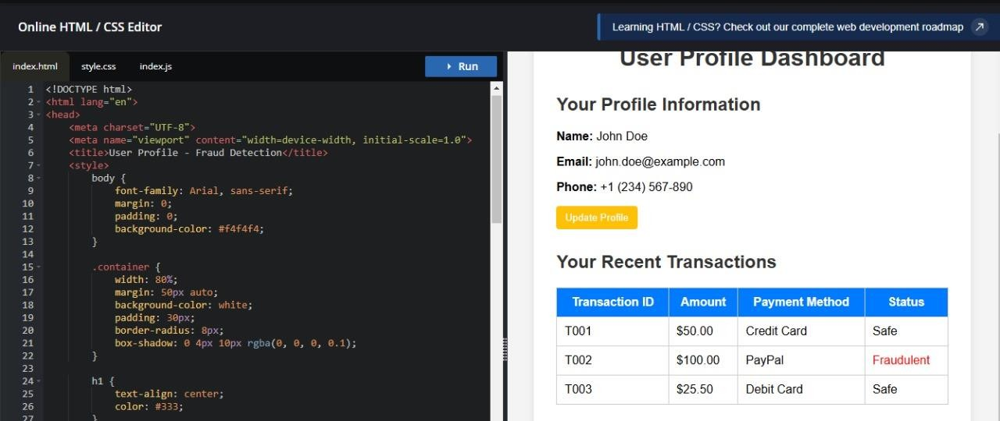 Online HTML / CSS Editor
Learning HTML / CSS? Check out our complete web development roadmap
index.html style.css index.js Run
1 <!DOCTYPE html>
2 <html lang="en">
3 <head>
4 <meta charset="UTF-8">
5 <meta name="viewport" content="width=device-width, initial-scale=1.0">
6 <title>User Profile - Fraud Detection</title>
7 <style>
8 body {
9 font-family: Arial, sans-serif;
10 margin: 0;
11 padding: 0;
12 background-color: #f4f4f4;
13 }
14
15 .container {
16 width: 80%;
17 margin: 50px auto;
18 background-color: white;
19 padding: 30px;
20 border-radius: 8px;
21 box-shadow: 0 4px 10px rgba(0, 0, 0, 0.1);
22 }
23
24 h1 {
25 text-align: center;
26 color: #333;
27 }
User Profile Dashboard
Your Profile Information
Name: John Doe
Email: john.doe@example.com
Phone: +1 (234) 567-890
Update Profile
Your Recent Transactions
Transaction ID Amount Payment Method Status
T001 $50.00 Credit Card Safe
T002 $100.00 PayPal Fraudulent
T003 $25.50 Debit Card Safe